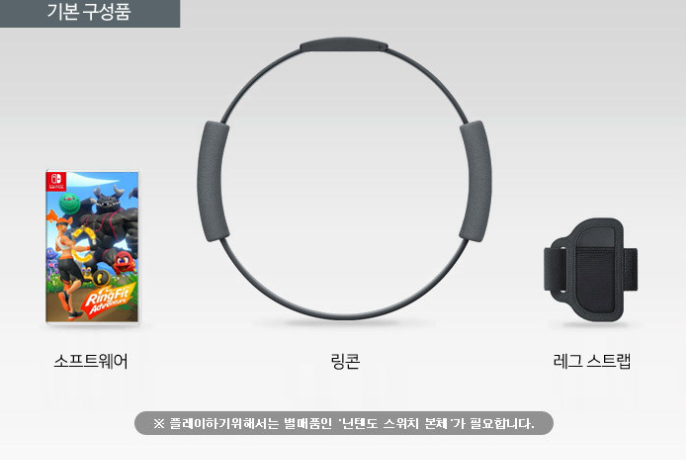 기본 구성품
RingFit
Adventure
소프트웨어
링콘
레그 스트랩
※ 플레이하기위해서는 별매품인 '닌텐도 스위치 본체'가 필요합니다.